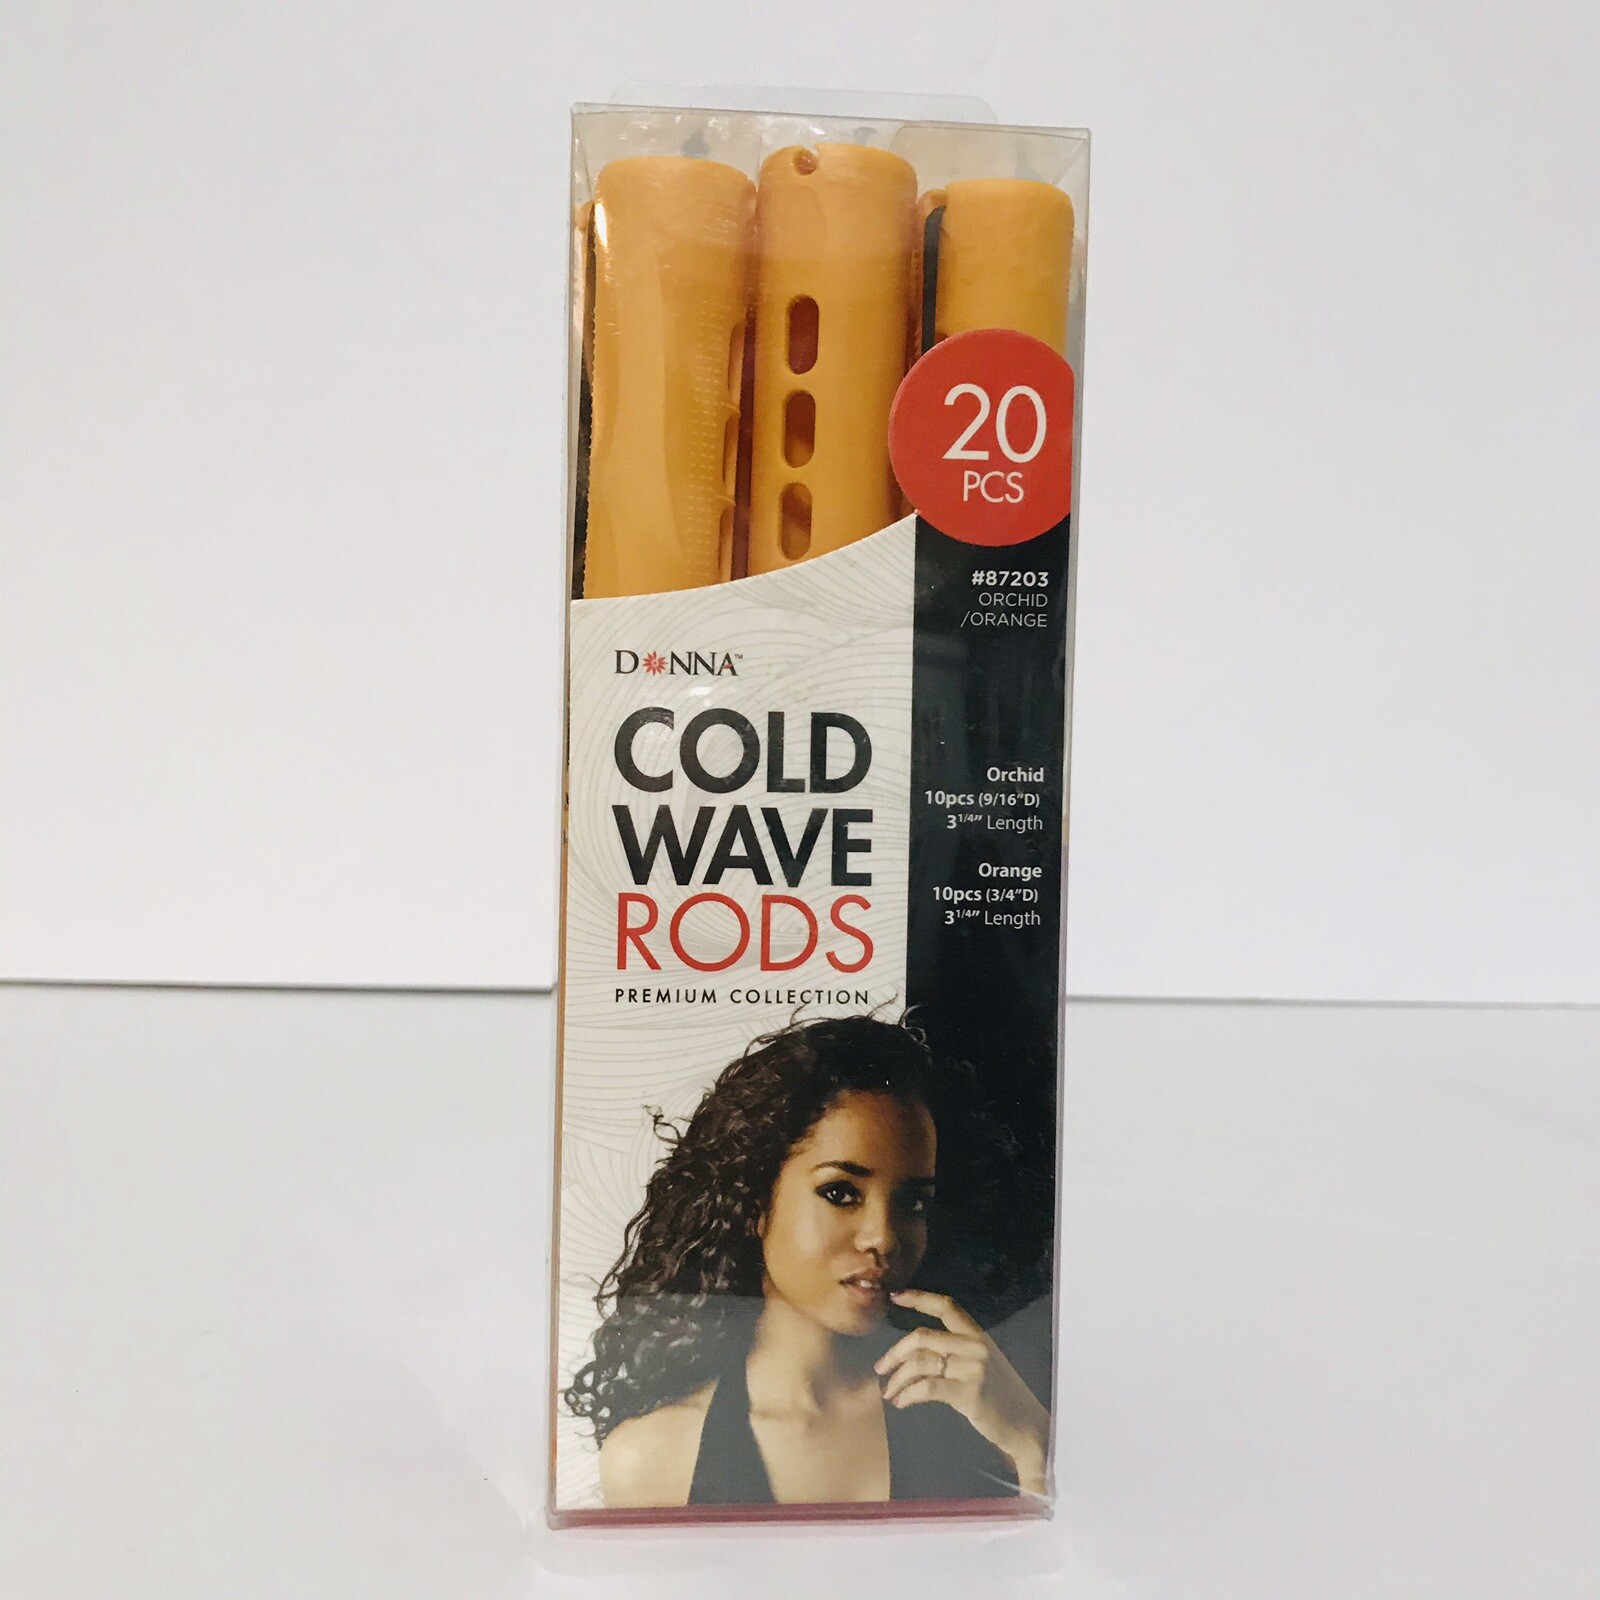 20
PCS
#87203
ORCHID
/ORANGE
DONNA™
COLD
WAVE
RODS
PREMIUM COLLECTION
Orchid
10pcs (9/16"D)
3 1/4" Length
Orange
10pcs (3/4"D)
3 1/4" Length